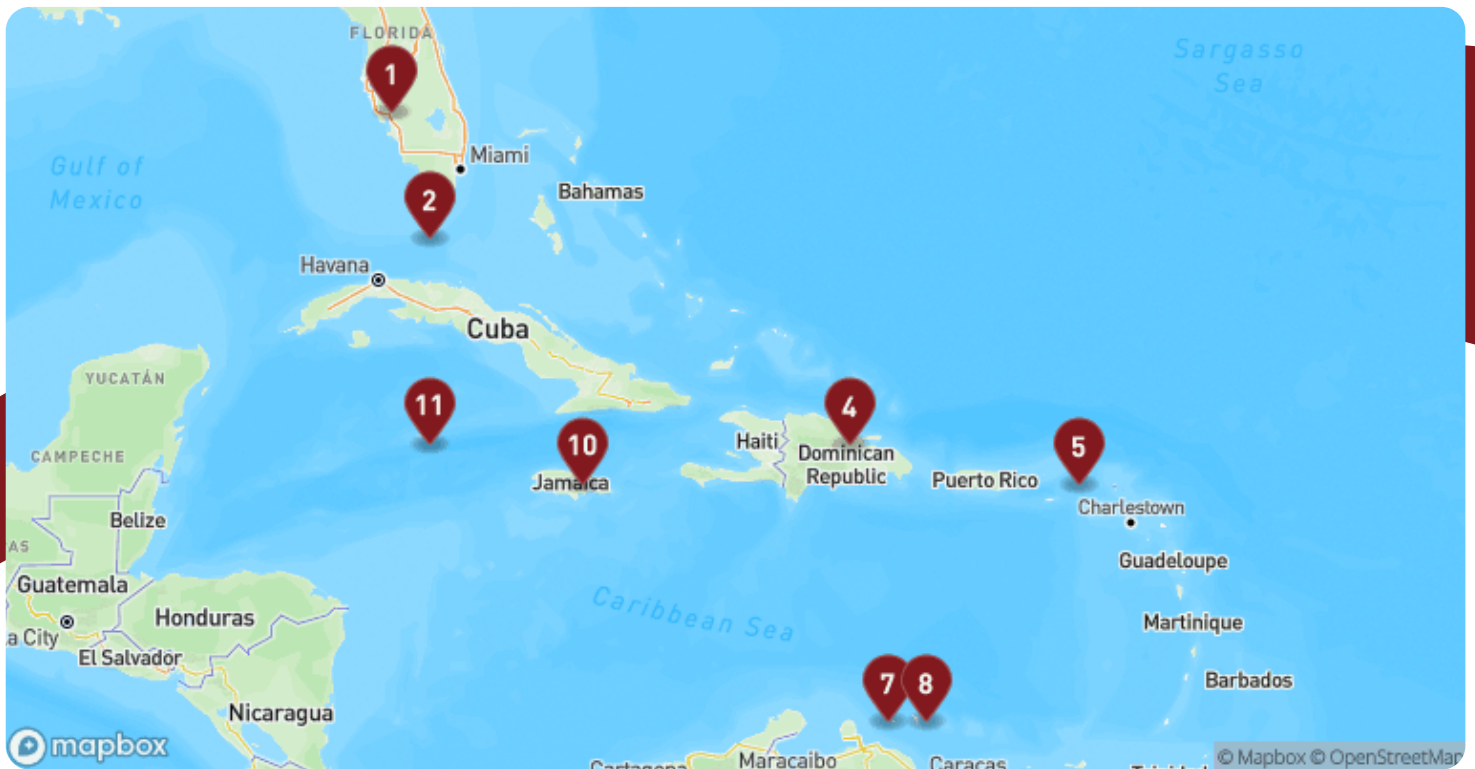 FLORIDA
Sargasso
Sea
1
Miami
Gulf of
Mexico
2
Bahamas
Havana
Cuba
YUCATÁN
11
4
10
5
Haiti
Dominican
Republic
CAMPECHE
Jamaica
Puerto Rico
Charlestown
Belize
AS
Guadeloupe
Guatemala
Caribbean Sea
Honduras
Martinique
a City
El Salvador
7
8
Barbados
Nicaragua
mapbox
Maracaibo
Caracas
© Mapbox © OpenStreetMap